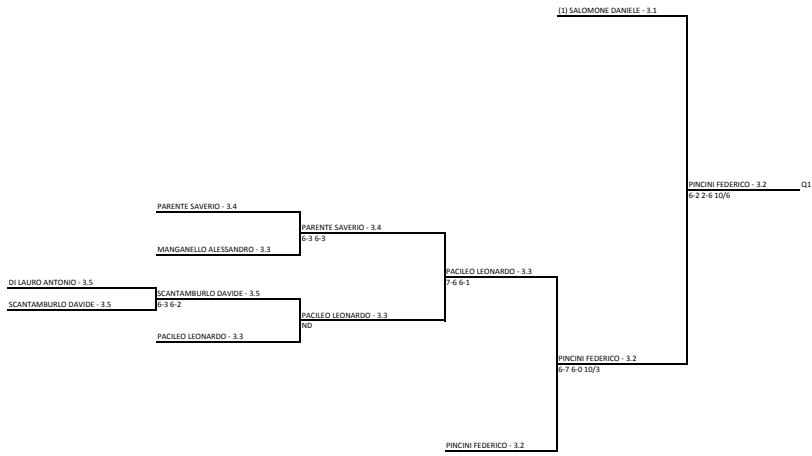 (1) SALOMONE DANIELE - 3.1
PINCINI FEDERICO - 3.2 Q1
6-2 2-6 10/6
PARENTE SAVERIO - 3.4
PARENTE SAVERIO - 3.4
6-3 6-3
MANGANELLO ALESSANDRO - 3.3
PACILEO LEONARDO - 3.3
7-6 6-1
DI LAURO ANTONIO - 3.5
SCANTAMBURLO DAVIDE - 3.5
6-3 6-2
SCANTAMBURLO DAVIDE - 3.5
PACILEO LEONARDO - 3.3
ND
PACILEO LEONARDO - 3.3
PINCINI FEDERICO - 3.2
6-7 6-0 10/3
PINCINI FEDERICO - 3.2